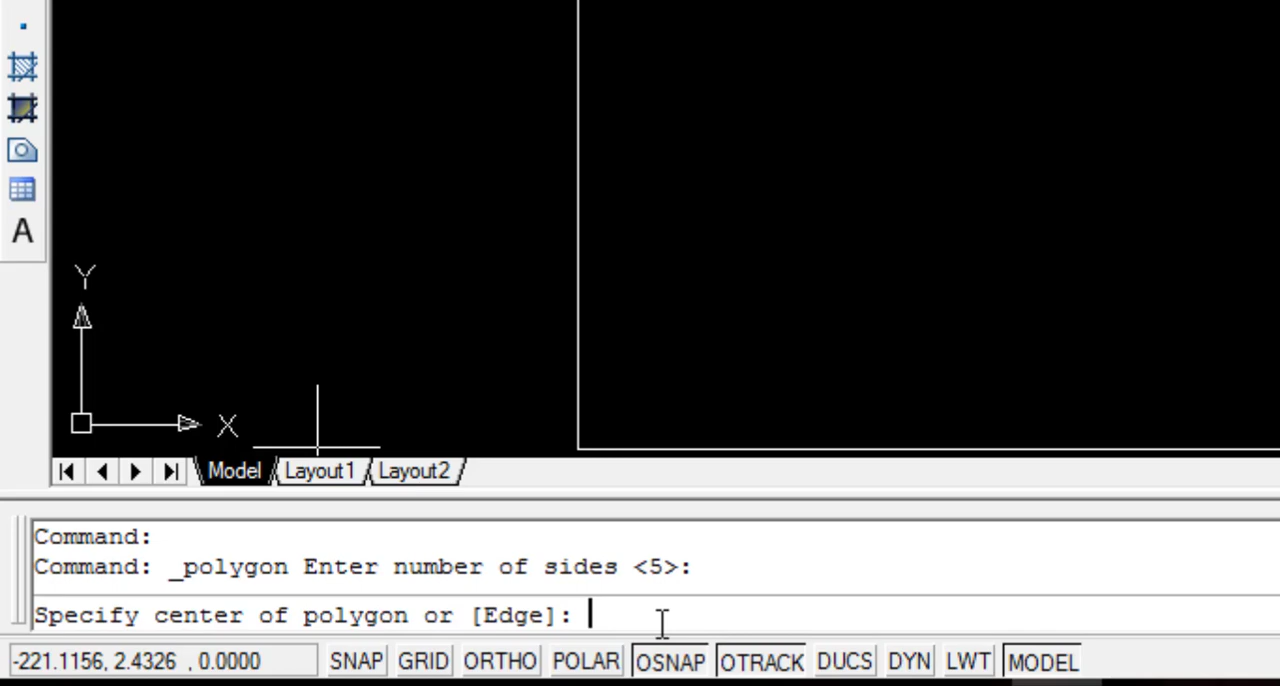 A
Y
X
Model Layout1 Layout2
Command:
Command: _polygon Enter number of sides <5>:
Specify center of polygon or [Edge]:
-221.1156, 2.4326 , 0.0000 SNAP GRID ORTHO POLAR OSNAP OTRACK DUCS DYN LWT MODEL